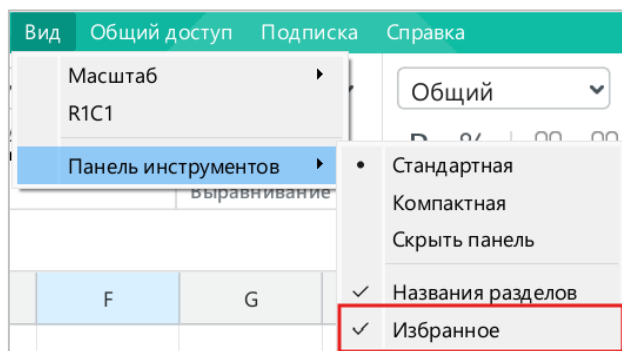 Вид Общий доступ Подписка Справка
Масштаб
R1C1
Общий
Панель инструментов
Выравнивание
Стандартная
Компактная
Скрыть панель
Названия разделов
Избранное
F G